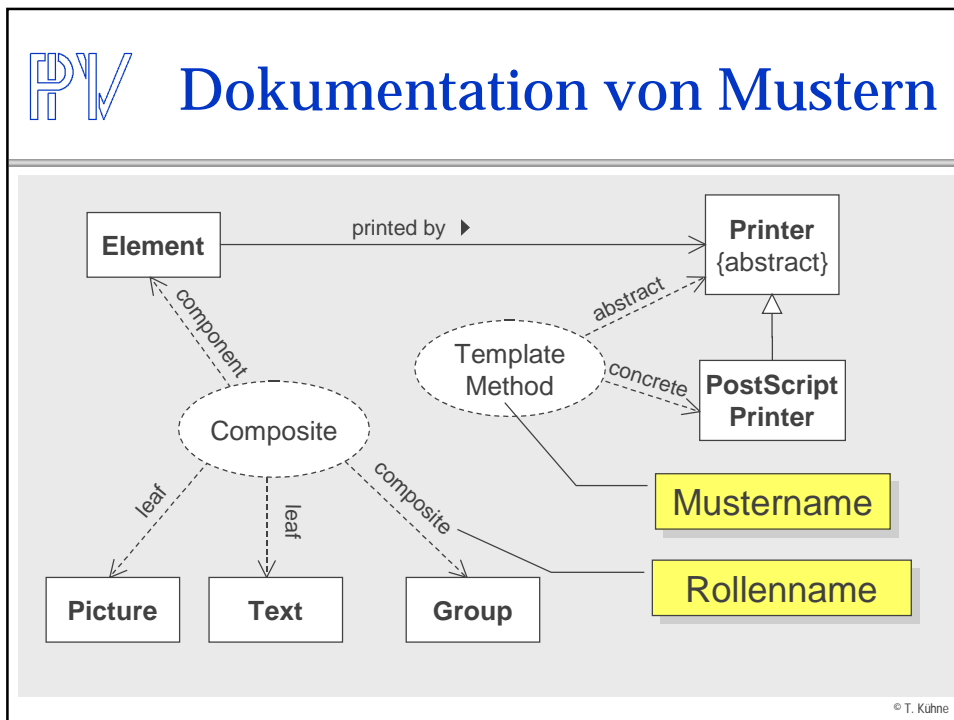 PPV Dokumentation von Mustern
Element
printed by
Printer
{abstract}
component
abstract
Template
Method
concrete
PostScript
Printer
Composite
leaf
leaf
composite
Mustername
Rollenname
Picture
Text
Group
© T. Kühne